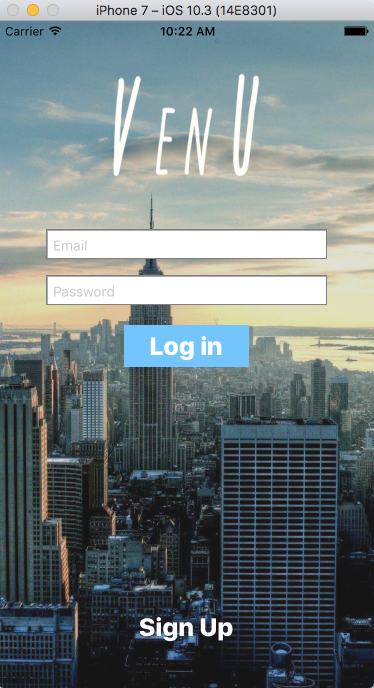 iPhone 7 – iOS 10.3 (14E8301)
Carrier 10:22 AM
VENU
Email
Password
Log in
Sign Up